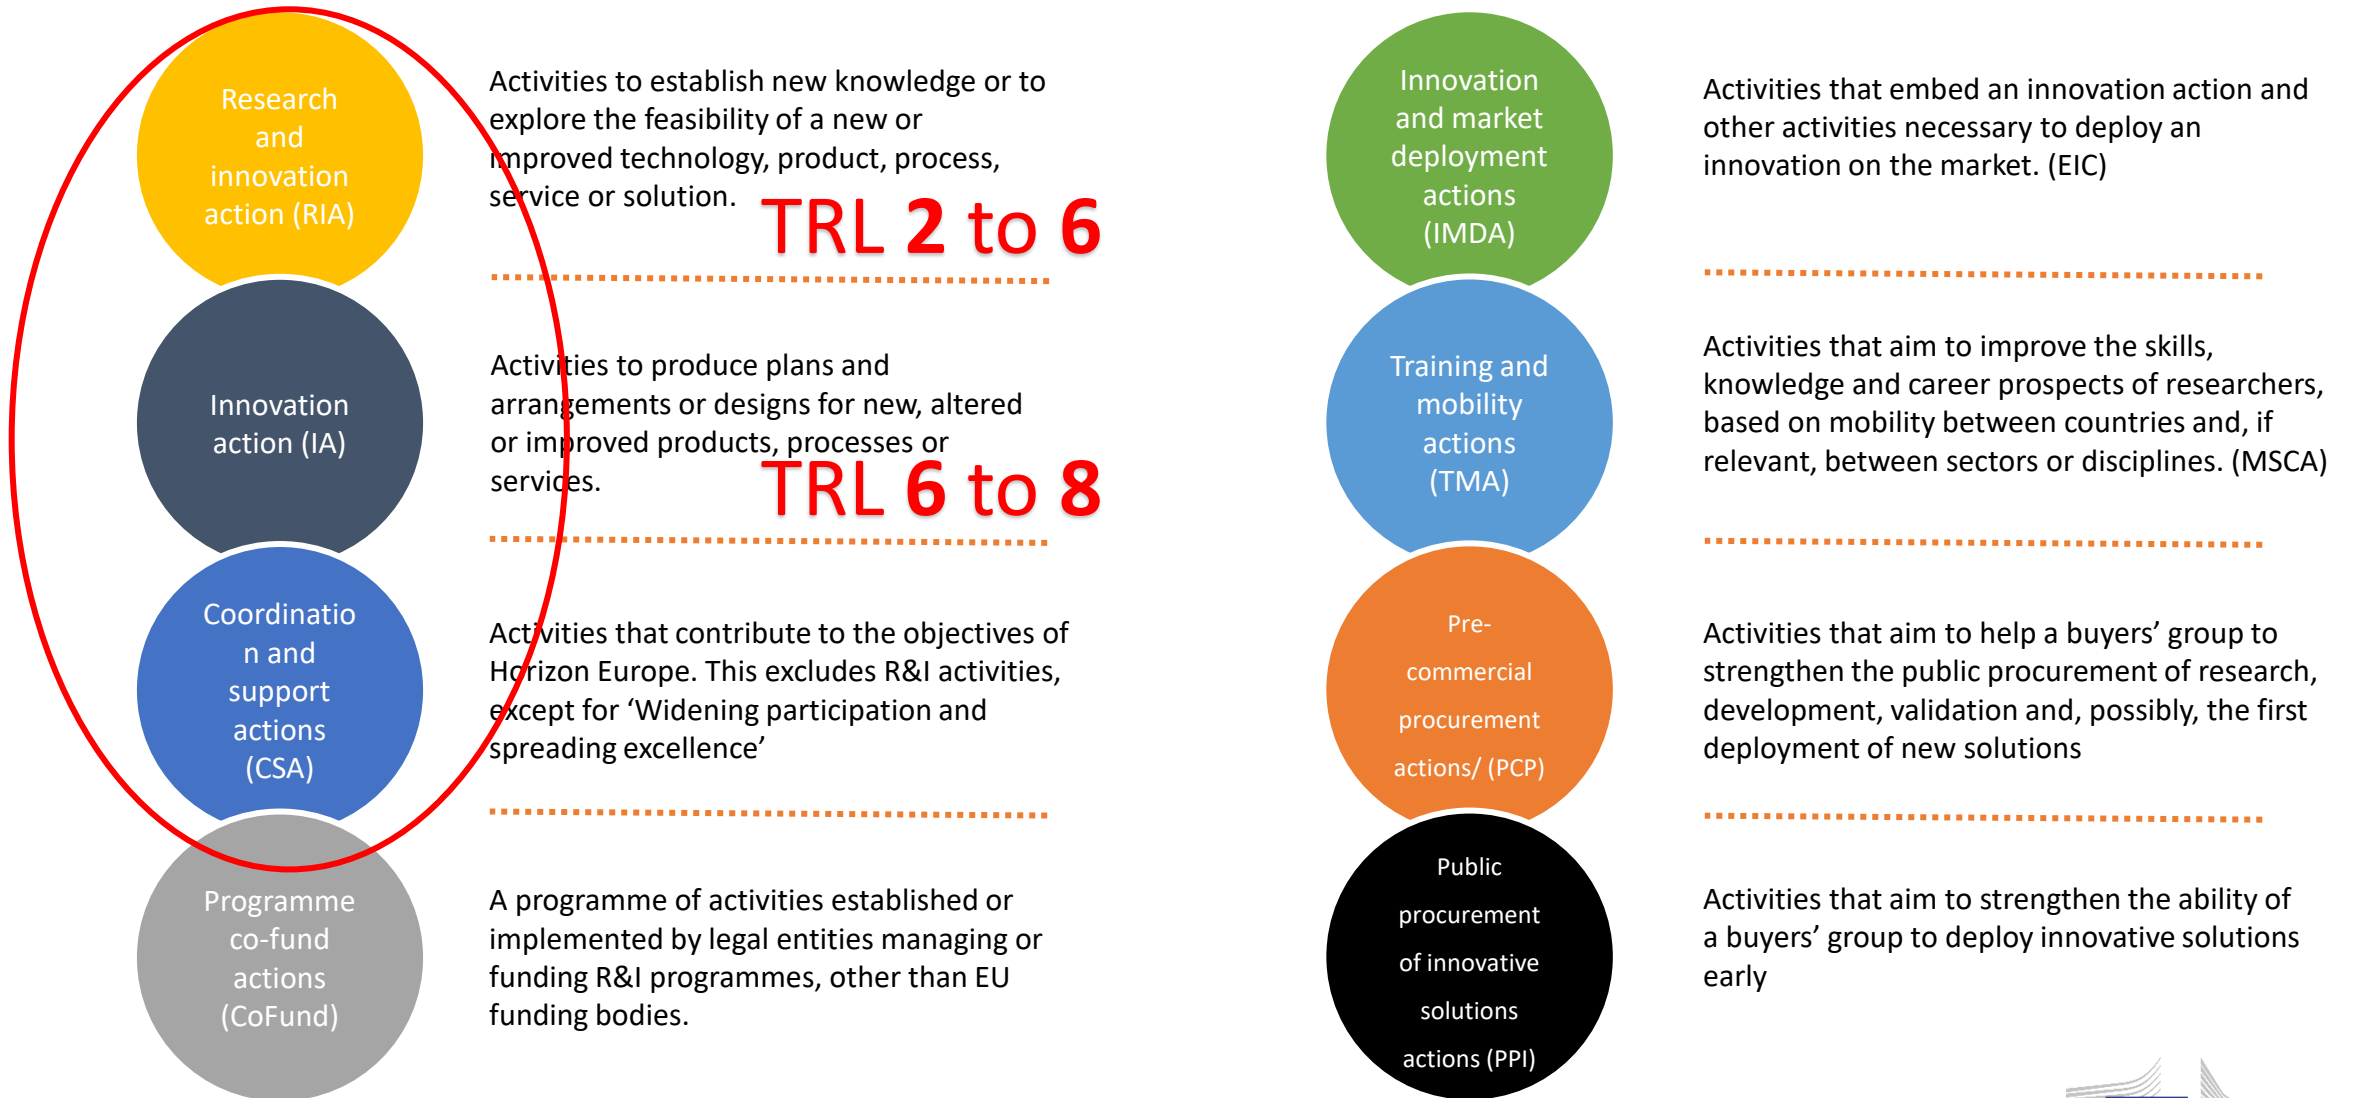 Research
and
innovation
action (RIA)
Activities to establish new knowledge or to
explore the feasibility of a new or
improved technology, product, process,
service or solution.
TRL 2 to 6
Innovation
action (IA)
Activities to produce plans and
arrangements or designs for new, altered
or improved products, processes or
services.
TRL 6 to 8
Coordinatio
n and
support
actions
(CSA)
Activities that contribute to the objectives of
Horizon Europe. This excludes R&I activities,
except for ‘Widening participation and
spreading excellence’
Programme
co-fund
actions
(CoFund)
A programme of activities established or
implemented by legal entities managing or
funding R&I programmes, other than EU
funding bodies.
Innovation
and market
deployment
actions
(IMDA)
Activities that embed an innovation action and
other activities necessary to deploy an
innovation on the market. (EIC)
Training and
mobility
actions
(TMA)
Activities that aim to improve the skills,
knowledge and career prospects of researchers,
based on mobility between countries and, if
relevant, between sectors or disciplines. (MSCA)
Pre-
commercial
procurement
actions/ (PCP)
Activities that aim to help a buyers’ group to
strengthen the public procurement of research,
development, validation and, possibly, the first
deployment of new solutions
Public
procurement
of innovative
solutions
actions (PPI)
Activities that aim to strengthen the ability of
a buyers’ group to deploy innovative solutions
early